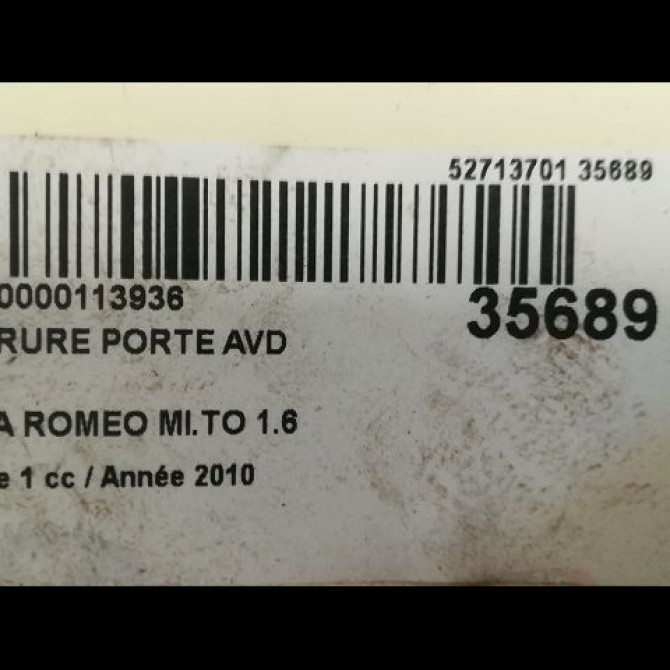 52713701 35689
0000113936
35689
RURE PORTE AVD
A ROMEO MI.TO 1.6
e 1 cc / Année 2010